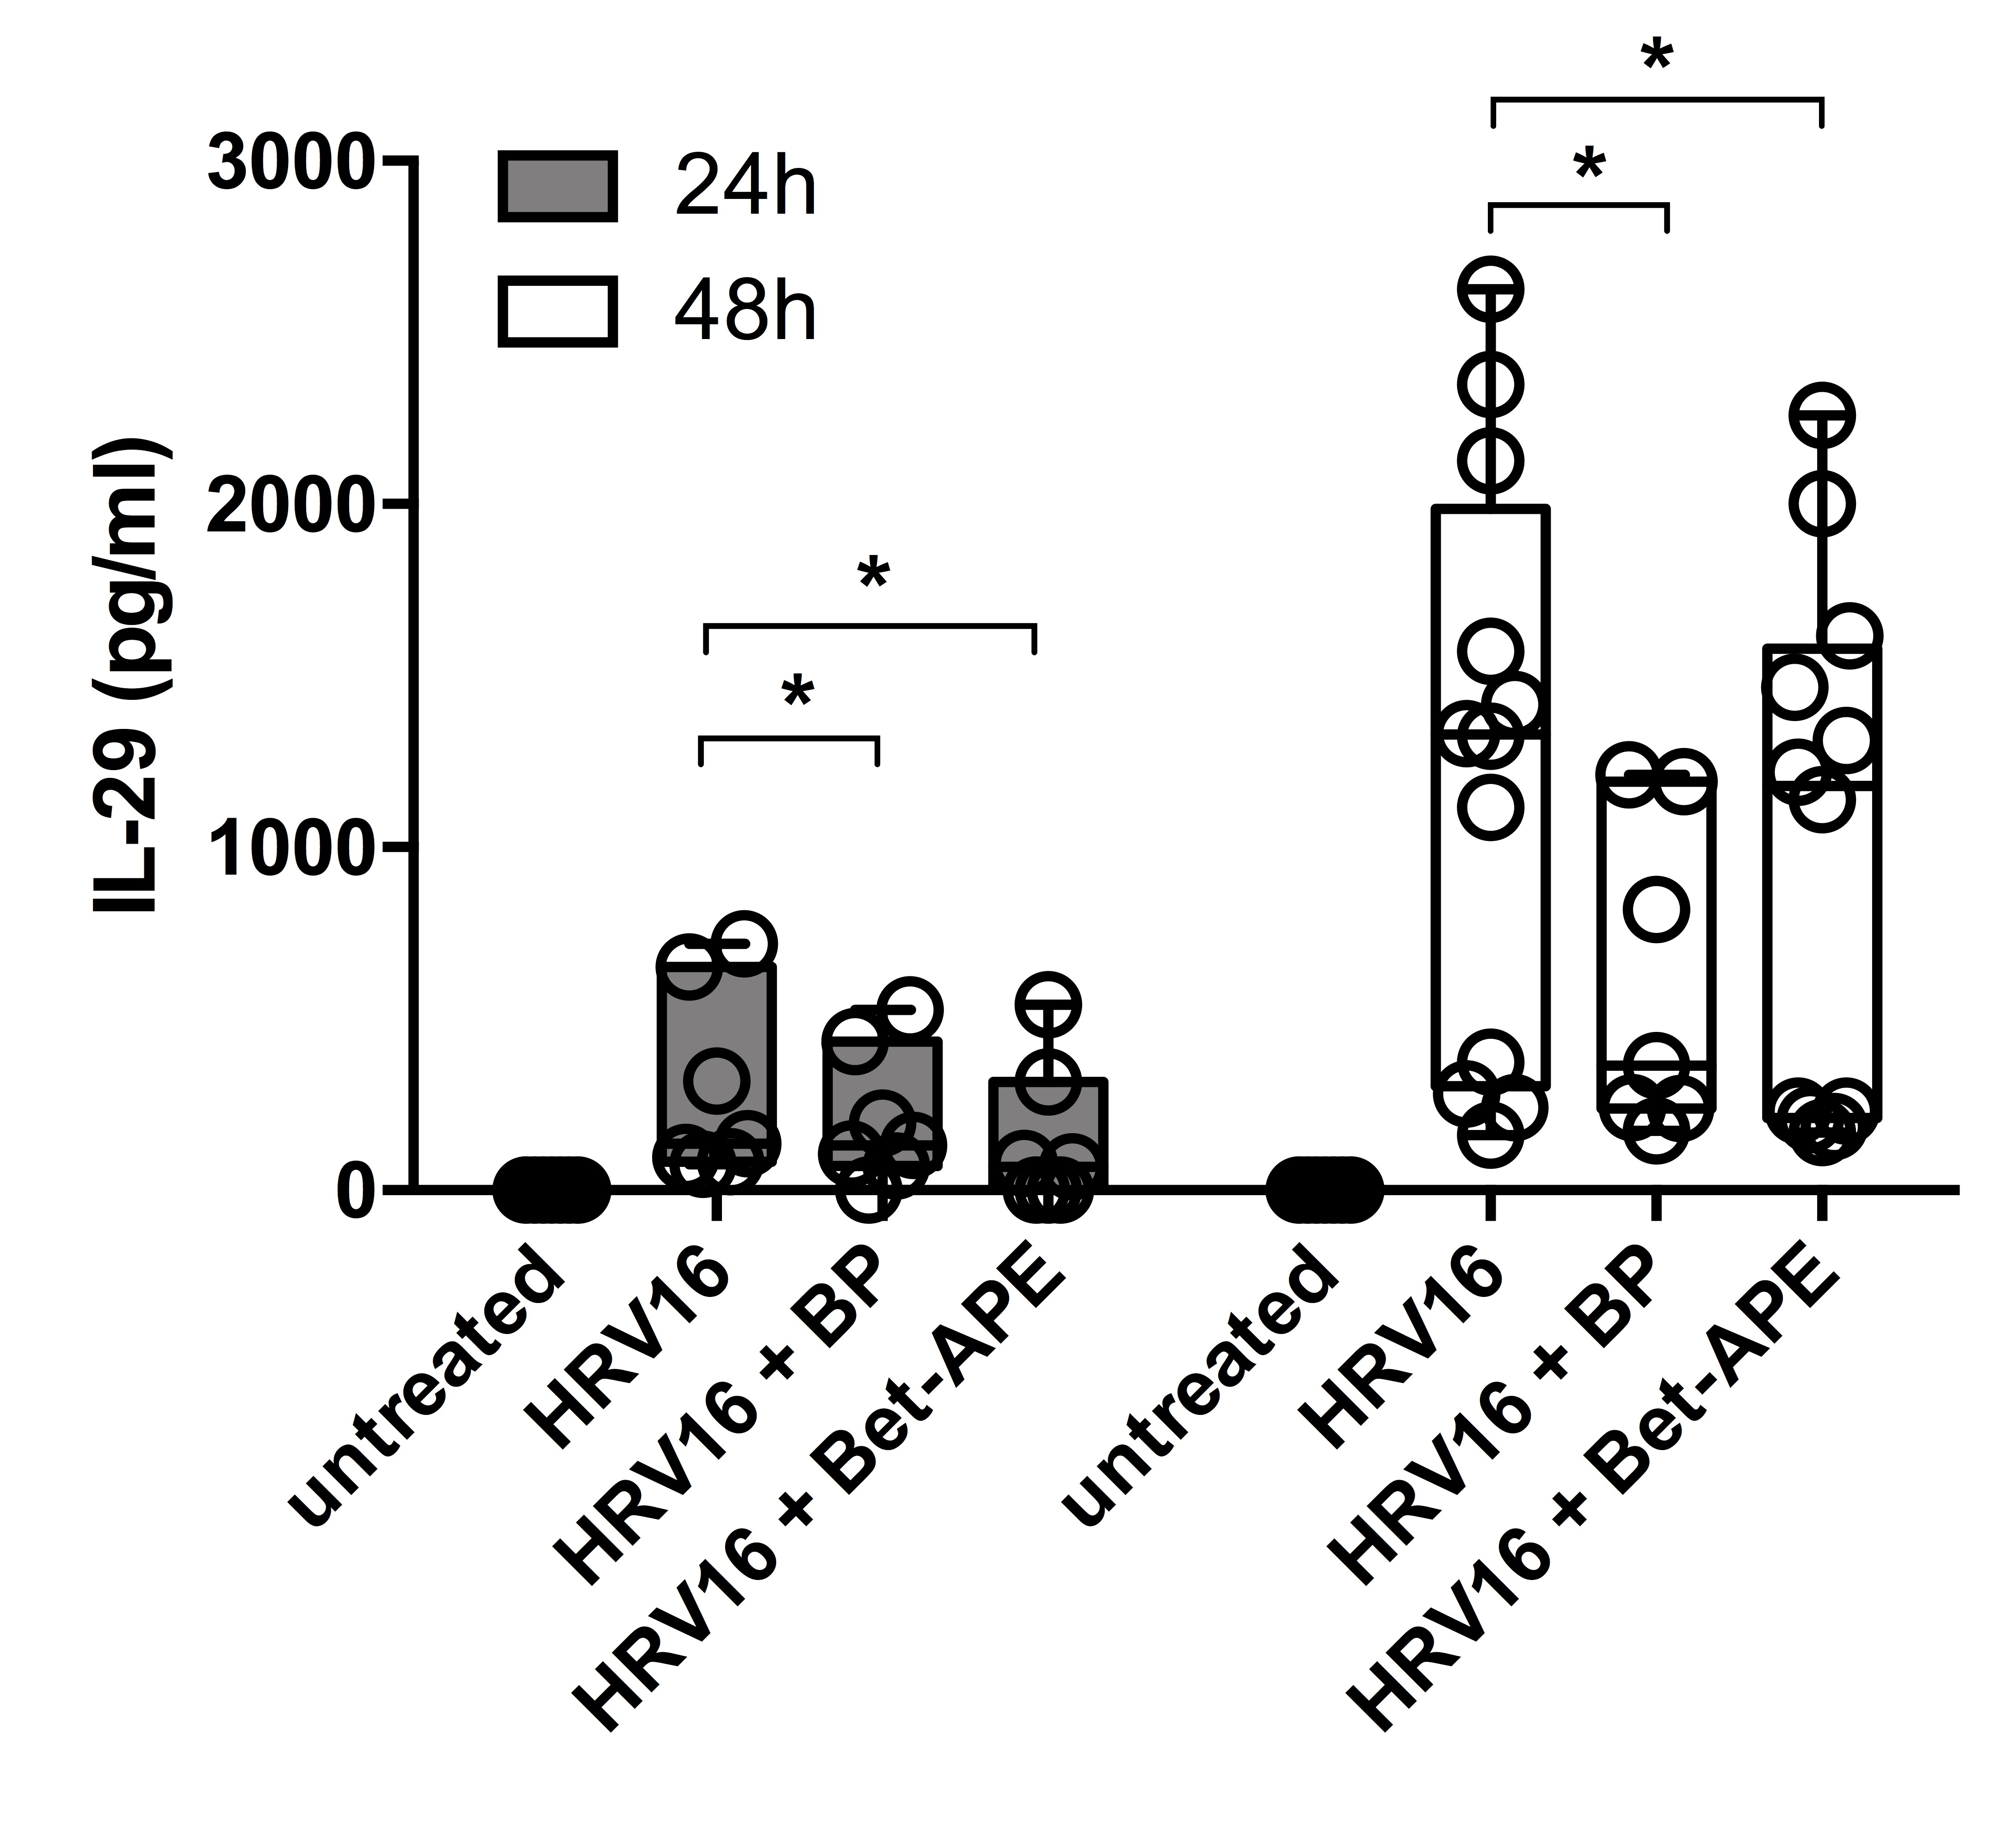 *
*
3000
24h
48h
2000
*
*
IL-29 (pg/ml)
1000
0
untreated
HRV16
HRV16 + BP
HRV16 + Bet-APE
untreated
HRV16
HRV16 + BP
HRV16 + Bet-APE